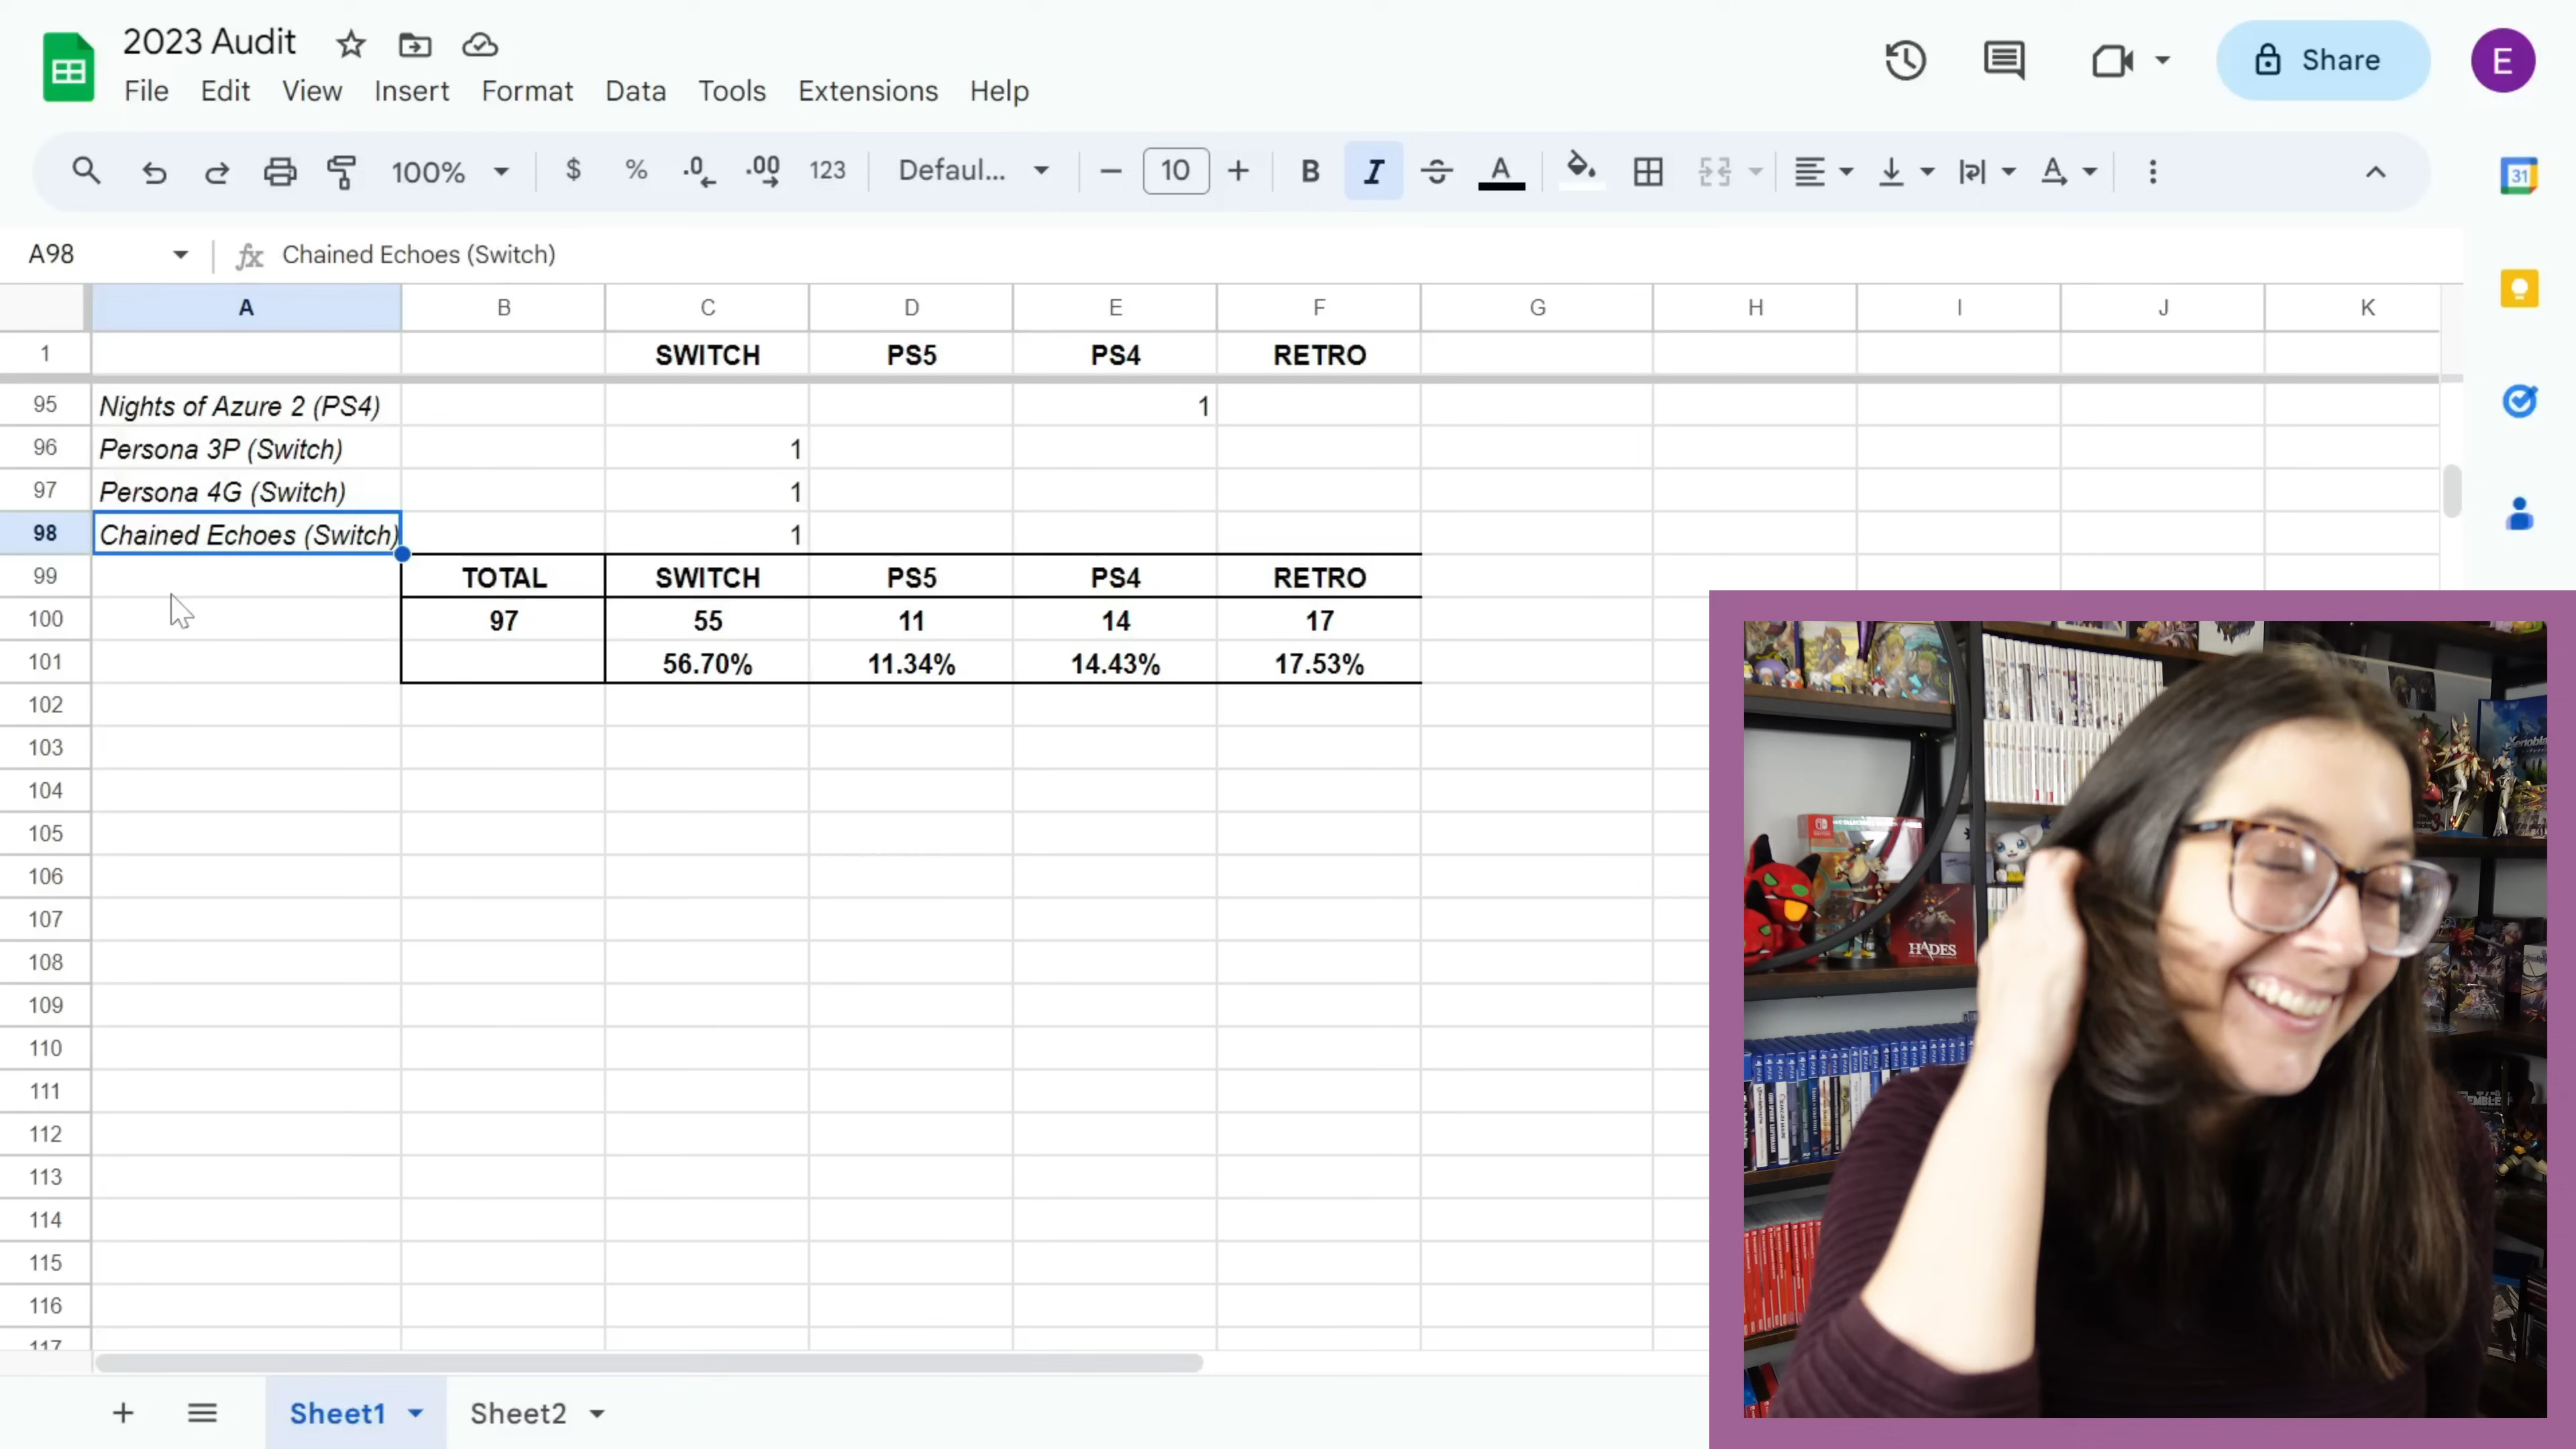 2023 Audit
File Edit View Insert Format Data Tools Extensions Help
Share
E
100% $ % .0 .00 123 Defaul... 10 B I A A
31
A98 fx Chained Echoes (Switch)
A B C D E F G H I J K
1 SWITCH PS5 PS4 RETRO
95 Nights of Azure 2 (PS4) 1
96 Persona 3P (Switch) 1
97 Persona 4G (Switch) 1
98 Chained Echoes (Switch) 1
99 TOTAL SWITCH PS5 PS4 RETRO
100 97 55 11 14 17
101 56.70% 11.34% 14.43% 17.53%
102
103
104
105
106
107
108
109
110
111
112
113
114
115
116
117
HADES
Sheet1 Sheet2